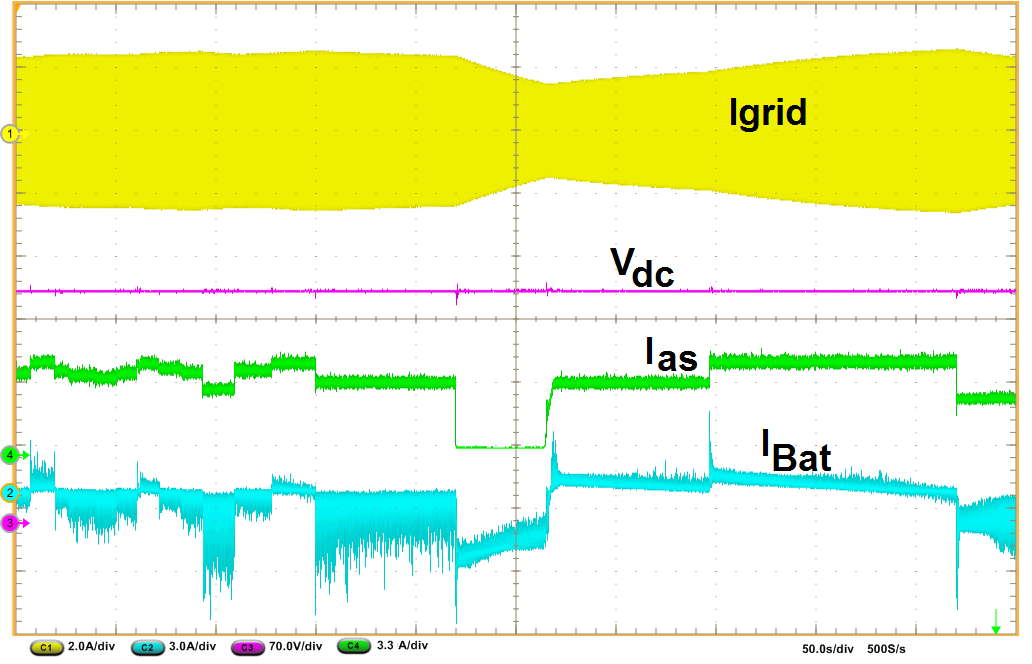 1
Igrid
Vdc
Ias
4
IBat
2
3
C1 2.0A/div C2 3.0A/div C3 70.0V/div C4 3.3 A/div 50.0s/div 500S/s